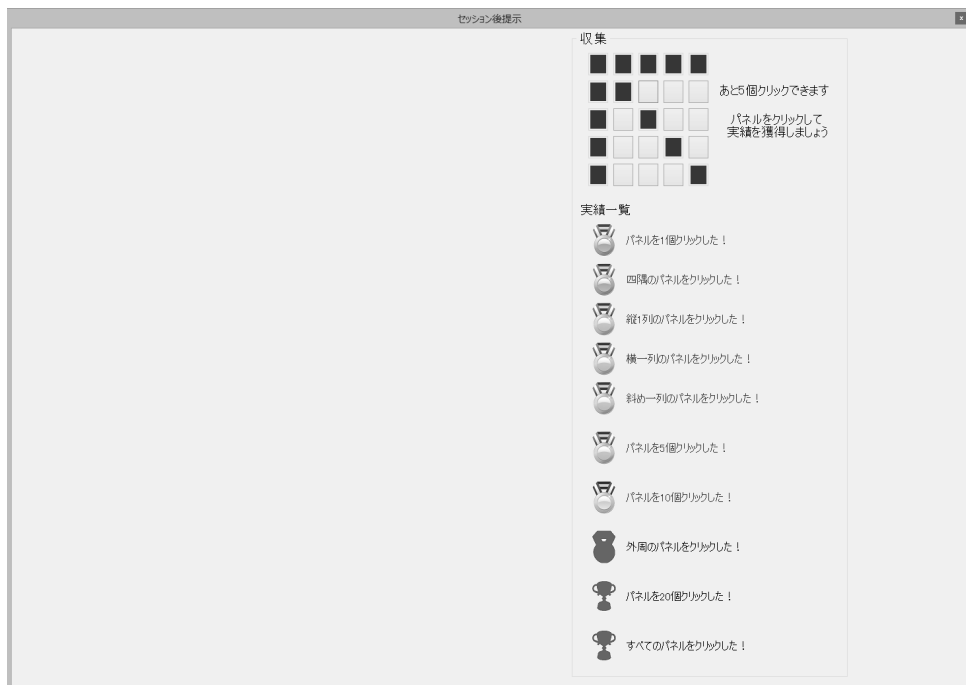 セッション後提示
x
収集
あと5個クリックできます
パネルをクリックして
実績を獲得しましょう
実績一覧
パネルを1個クリックした！
四隅のパネルをクリックした！
縦1列のパネルをクリックした！
横一列のパネルをクリックした！
斜め一列のパネルをクリックした！
パネルを5個クリックした！
パネルを10個クリックした！
外周のパネルをクリックした！
パネルを20個クリックした！
すべてのパネルをクリックした！